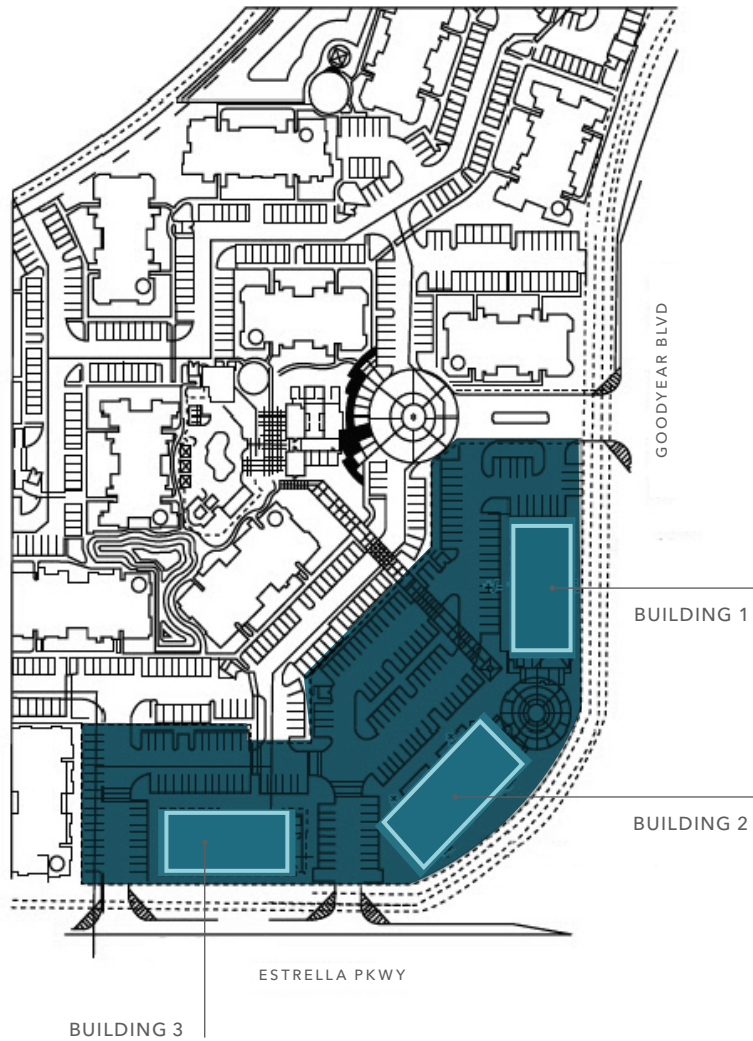 GOODYEAR BLVD
BUILDING 1
BUILDING 2
ESTRELLA PKWY
BUILDING 3